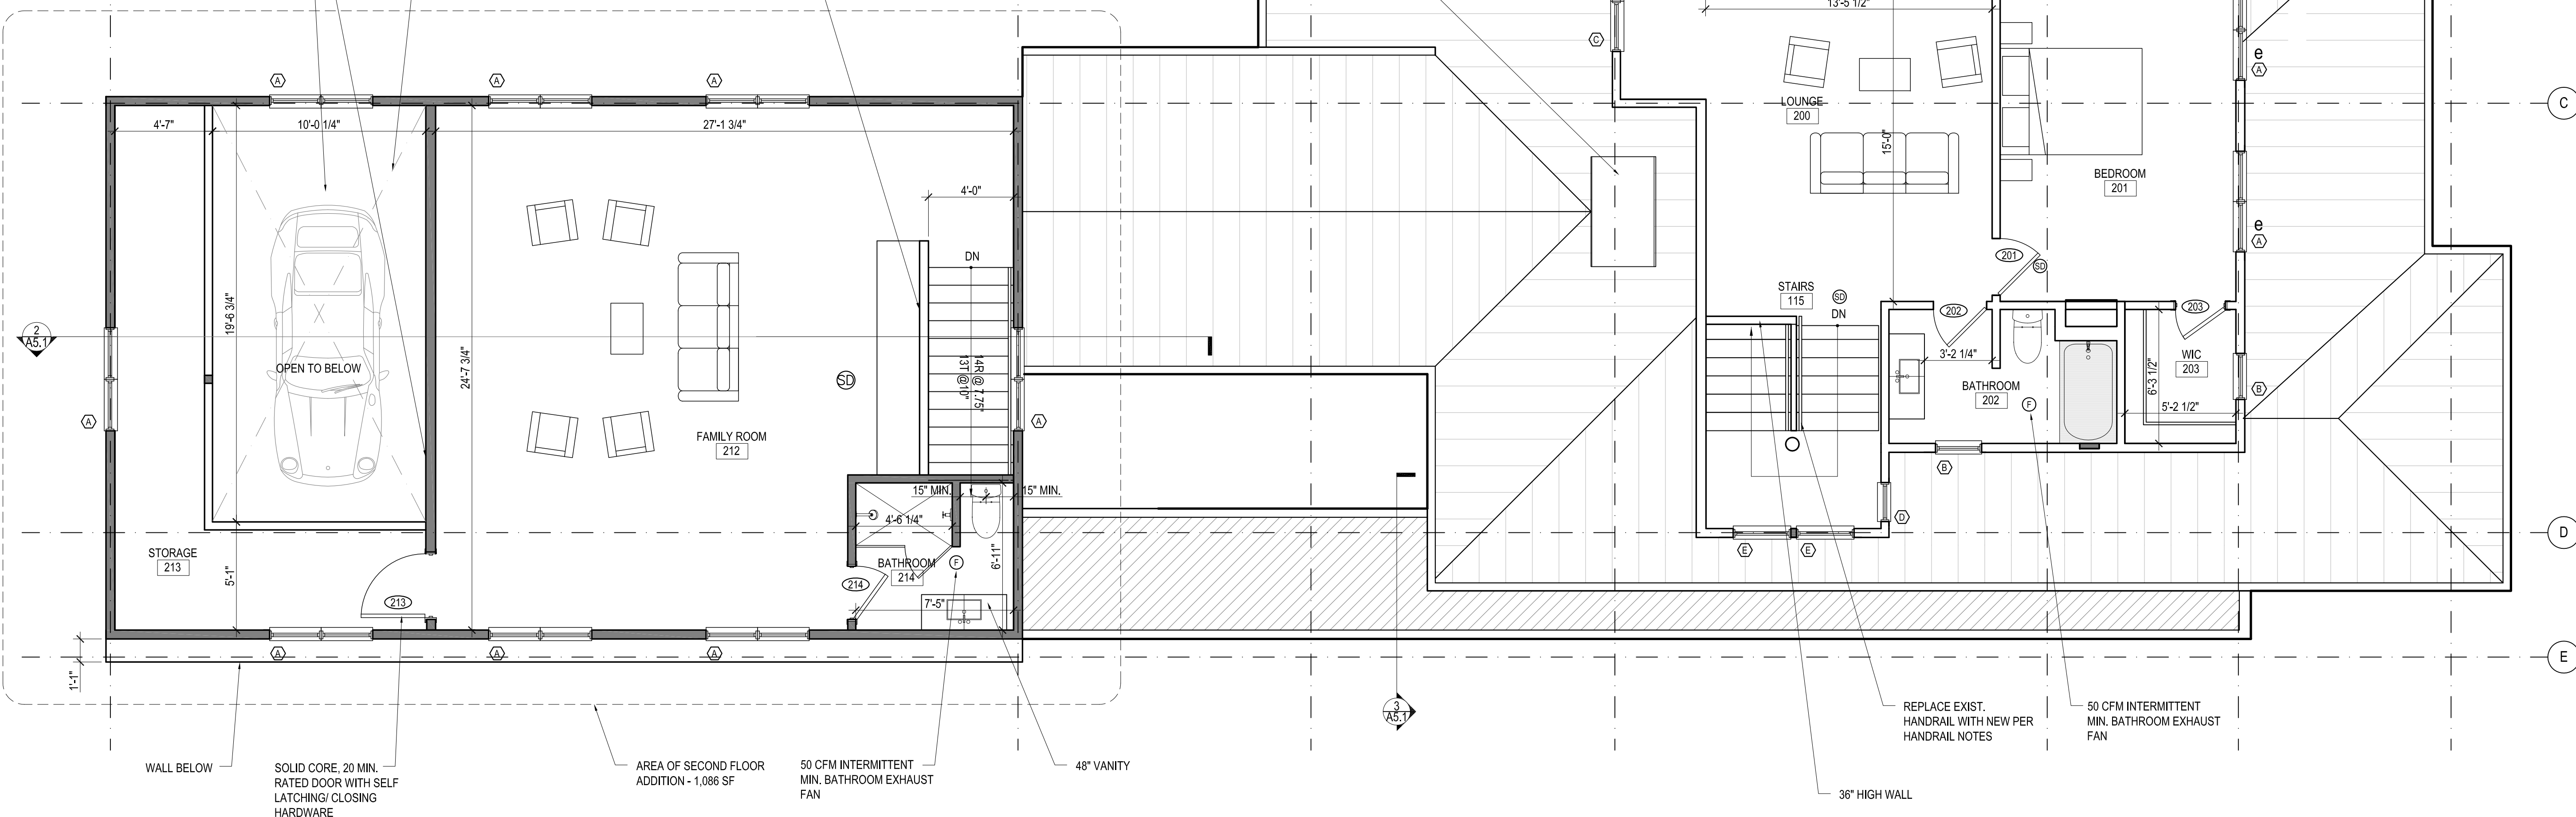 13'-5 1/2"
C
e
A
A
A
A
C
LOUNGE
200
4'-7"
10'-0 1/4"
27'-1 3/4"
15'-0"
BEDROOM
201
4'-0"
e
A
DN
201
SD
STAIRS
115
SD
DN
202
203
19'-6 3/4"
2
A5.1
OPEN TO BELOW
24'-7 3/4"
SD
14R @ 7.75"
13T @10"
3'-2 1/4"
WIC
203
6'-3 1/2"
BATHROOM
202
F
5'-2 1/2"
B
A
A
FAMILY ROOM
212
B
15" MIN.
15" MIN.
4'-6 1/4"
D
E
E
D
STORAGE
213
5'-1"
BATHROOM
214
F
6'-11"
214
213
7'-5"
A
A
A
E
1'-1"
3
A5.1
REPLACE EXIST.
HANDRAIL WITH NEW PER
HANDRAIL NOTES
50 CFM INTERMITTENT
MIN. BATHROOM EXHAUST
FAN
WALL BELOW
SOLID CORE, 20 MIN.
RATED DOOR WITH SELF
LATCHING/ CLOSING
HARDWARE
AREA OF SECOND FLOOR
ADDITION - 1,086 SF
50 CFM INTERMITTENT
MIN. BATHROOM EXHAUST
FAN
48" VANITY
36" HIGH WALL